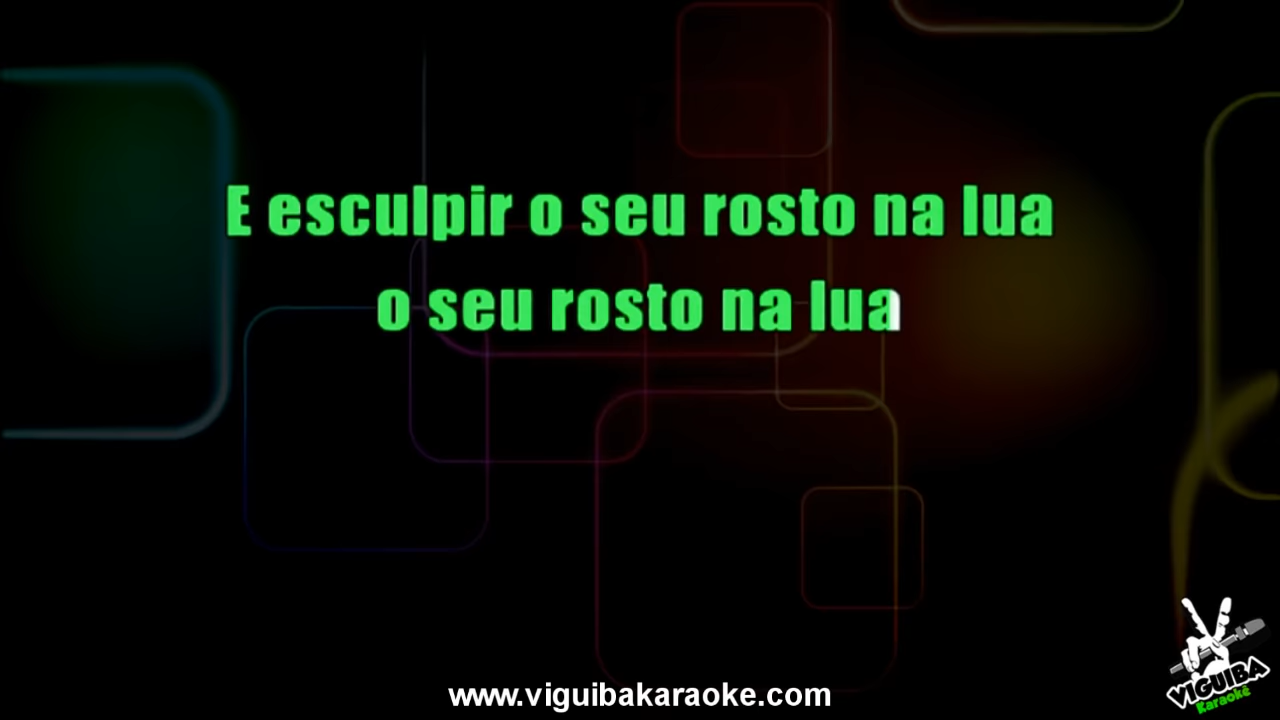 E esculpir o seu rosto na lua
o seu rosto na lua
VIGUIBA
Karaokê
www.viguibakaraoke.com